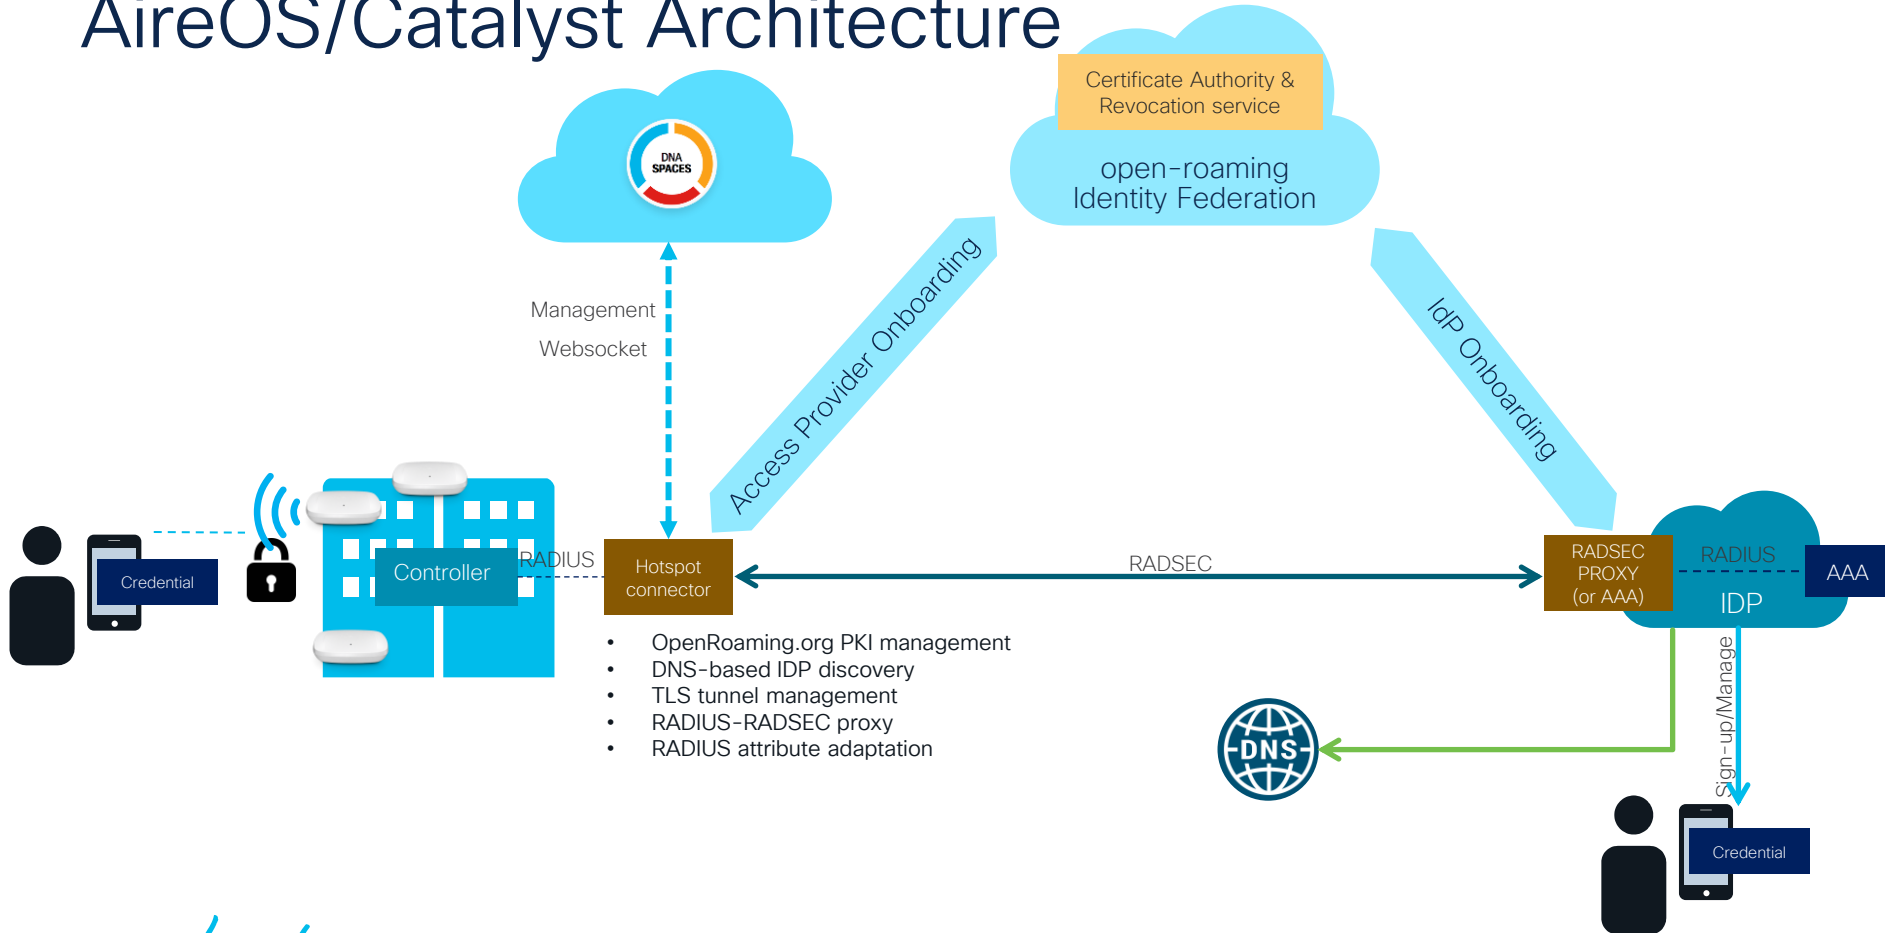 AireOS/Catalyst Architecture
Certificate Authority &
Revocation service
open-roaming
Identity Federation
DNA
SPACES
Management
Websocket
Access Provider Onboarding
IdP Onboarding
Credential
Controller
RADIUS
Hotspot
connector
RADSEC
RADSEC
PROXY
(or AAA)
RADIUS
IDP
AAA
• OpenRoaming.org PKI management
• DNS-based IDP discovery
• TLS tunnel management
• RADIUS-RADSEC proxy
• RADIUS attribute adaptation
DNS
Sign-up/Manage
Credential